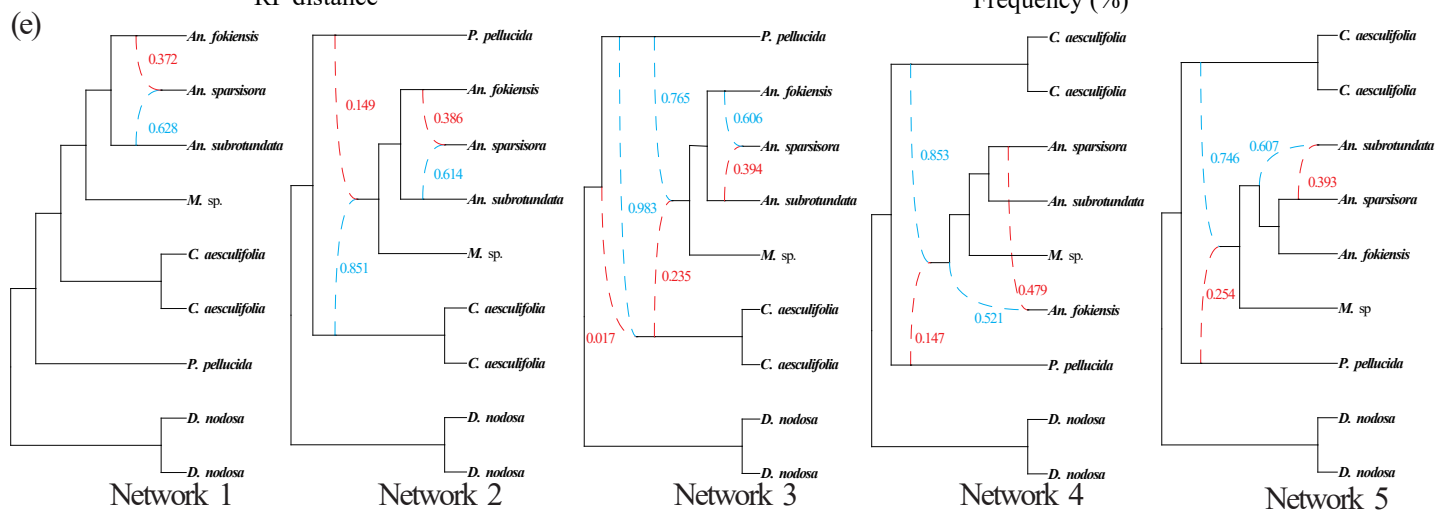 RF distance
Frequency (%)
(e)
An. fokiensis
0.372
An. sparsisora
0.628
An. subrotundata
M. sp.
C. aesculifolia
C. aesculifolia
P. pellucida
D. nodosa
D. nodosa
Network 1
P. pellucida
0.149
An. fokiensis
0.386
An. sparsisora
0.614
An. subrotundata
M. sp.
0.851
C. aesculifolia
C. aesculifolia
D. nodosa
D. nodosa
Network 2
P. pellucida
0.765
An. fokiensis
0.606
An. sparsisora
0.394
An. subrotundata
0.983
M. sp.
0.235
C. aesculifolia
0.017
C. aesculifolia
D. nodosa
D. nodosa
Network 3
C. aesculifolia
C. aesculifolia
0.853
An. sparsisora
An. subrotundata
M. sp.
0.479
An. fokiensis
0.521
0.147
P. pellucida
D. nodosa
D. nodosa
Network 4
C. aesculifolia
C. aesculifolia
0.607
An. subrotundata
0.746
0.393
An. sparsisora
An. fokiensis
M. sp
0.254
P. pellucida
D. nodosa
D. nodosa
Network 5